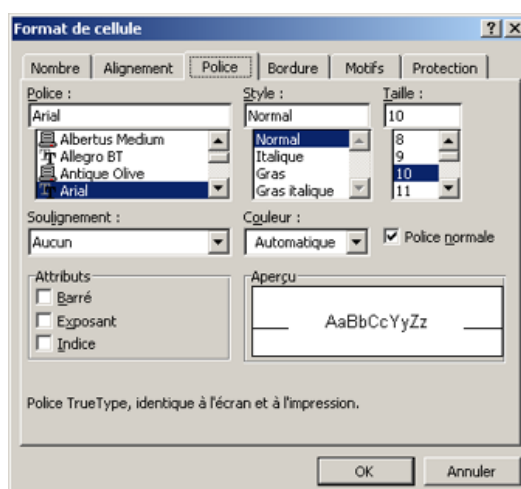 Format de cellule
Nombre Alignement Police Bordure Motifs Protection
Police : Style : Taille :
Arial Normal 10
Albertus Medium Normal 8
Allegro BT Italique 9
Antique Olive Gras 10
Arial Gras italique 11
Soulignement : Couleur :
Aucun Automatique Police normale
Attributs Aperçu
Barré
Exposant AaBbCcYyZz
Indice
Police TrueType, identique à l'écran et à l'impression.
OK Annuler